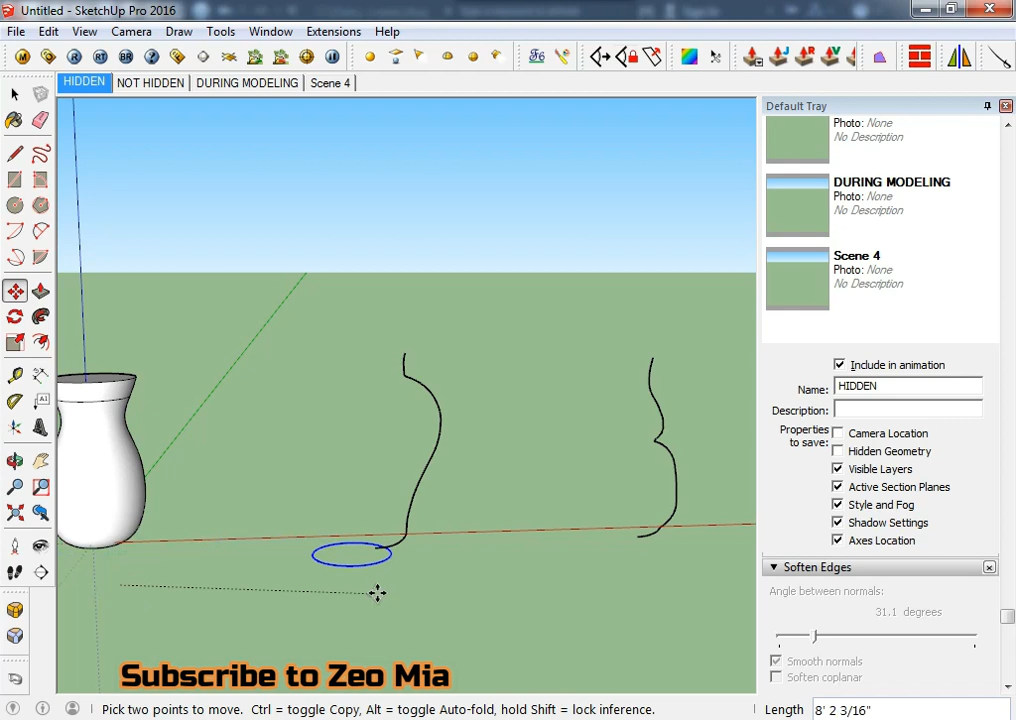 Untitled - SketchUp Pro 2016
File Edit View Camera Draw Tools Window Extensions Help
M R RT BR ?
HIDDEN NOT HIDDEN DURING MODELING Scene 4
Default Tray
Photo: None
No Description
DURING MODELING
Photo: None
No Description
Scene 4
Photo: None
No Description
Include in animation
Name: HIDDEN
Description:
Properties to save:
Camera Location
Hidden Geometry
Visible Layers
Active Section Planes
Style and Fog
Shadow Settings
Axes Location
Soften Edges
Angle between normals:
31.1 degrees
Smooth normals
Soften coplanar
Subscribe to Zeo Mia
Pick two points to move. Ctrl = toggle Copy, Alt = toggle Auto-fold, hold Shift = lock inference.
Length 8' 2 3/16"